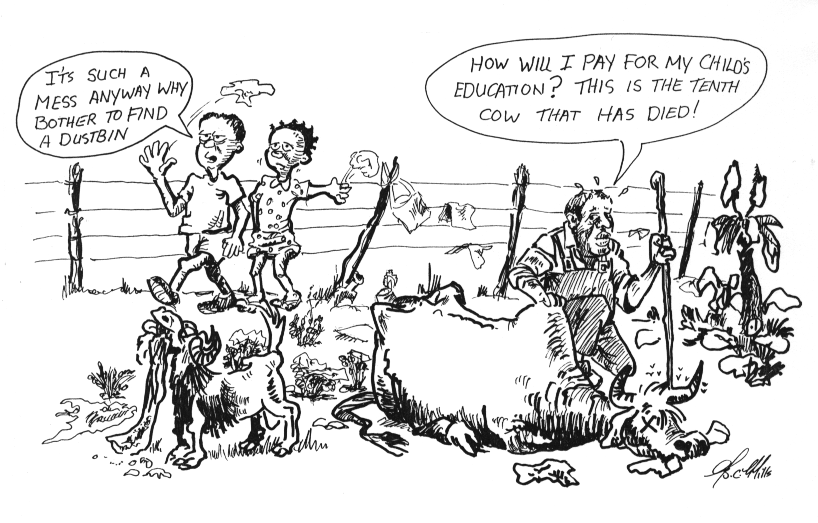 IT'S SUCH A
MESS ANYWAY WHY
BOTHER TO FIND
A DUSTBIN
HOW WILL I PAY FOR MY CHILD'S
EDUCATION? THIS IS THE TENTH
COW THAT HAS DIED!